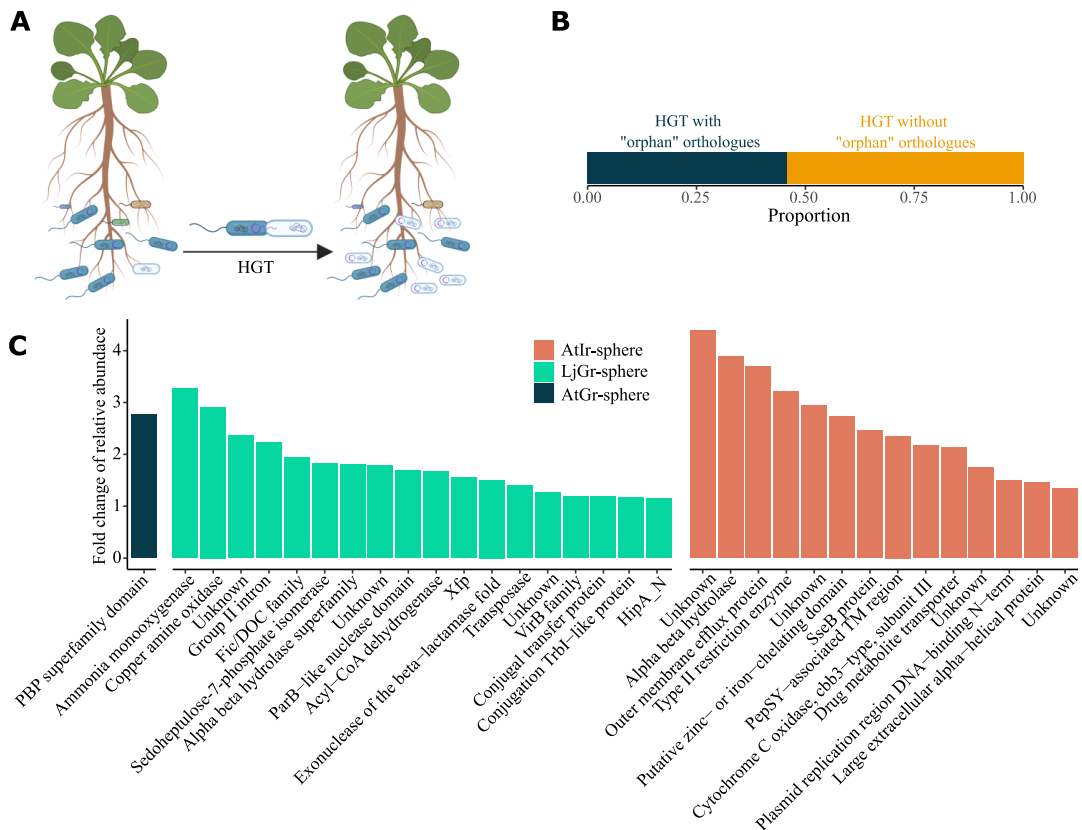 A
HGT
B
HGT with
"orphan" orthologues
HGT without
"orphan" orthologues
0.00
0.25
0.50
0.75
1.00
Proportion
C
Fold change of relative abundace
4
3
2
1
0
AtIr-sphere
LjGr-sphere
AtGr-sphere
PBP superfamily domain
Ammonia monooxygenase
Copper amine oxidase
Unknown
Group II intron
Fic/DOC family
Sedoheptulose-7-phosphate isomerase
Alpha beta hydrolase superfamily
Unknown
ParB-like nuclease domain
Acyl-CoA dehydrogenase
Xfp
Exonuclease of the beta-lactamase fold
Transposase
Unknown
VirB family
Conjugal transfer protein
Conjugation TrbI-like protein
HipA_N
Unknown
Alpha beta hydrolase
Outer membrane efflux protein
Type II restriction enzyme
Unknown
Putative zinc- or iron-chelating domain
SseB protein
PepSY-associated TM region
Cytochrome C oxidase, cbb3-type, subunit III
Drug metabolite transporter
Unknown
Plasmid replication region DNA-binding N-term
Large extracellular alpha-helical protein
Unknown